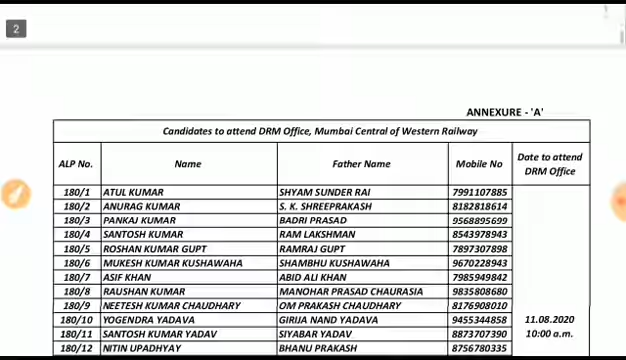 2
ANNEXURE - 'A'
Candidates to attend DRM Office, Mumbai Central of Western Railway
ALP No. Name Father Name Mobile No Date to attend DRM Office
180/1 ATUL KUMAR SHYAM SUNDER RAI 7991107885
180/2 ANURAG KUMAR S. K. SHREEPRAKASH 8182818614
180/3 PANKAJ KUMAR BADRI PRASAD 9568895699
180/4 SANTOSH KUMAR RAM LAKSHMAN 8543978943
180/5 ROSHAN KUMAR GUPT RAMRAJ GUPT 7897307898
180/6 MUKESH KUMAR KUSHAWAHA SHAMBHU KUSHAWAHA 9670228943
180/7 ASIF KHAN ABID ALI KHAN 7985949842
180/8 RAUSHAN KUMAR MANOHAR PRASAD CHAURASIA 9835808680
180/9 NEETESH KUMAR CHAUDHARY OM PRAKASH CHAUDHARY 8176908010
180/10 YOGENDRA YADAVA GIRIJA NAND YADAVA 9455344858 11.08.2020
180/11 SANTOSH KUMAR YADAV SIYABAR YADAV 8873707390 10:00 a.m.
180/12 NITIN UPADHYAY BHANU PRAKASH 8756780335